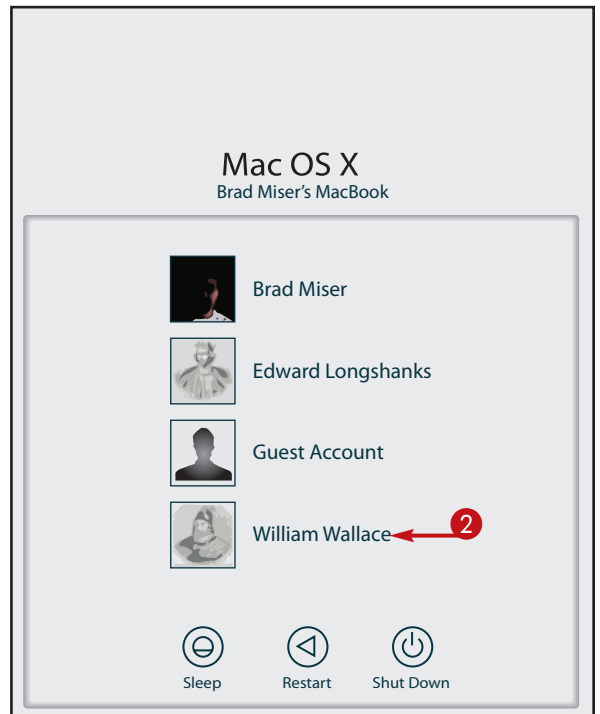 Mac OS X
Brad Miser's MacBook
Brad Miser
Edward Longshanks
Guest Account
William Wallace 2
Sleep Restart Shut Down